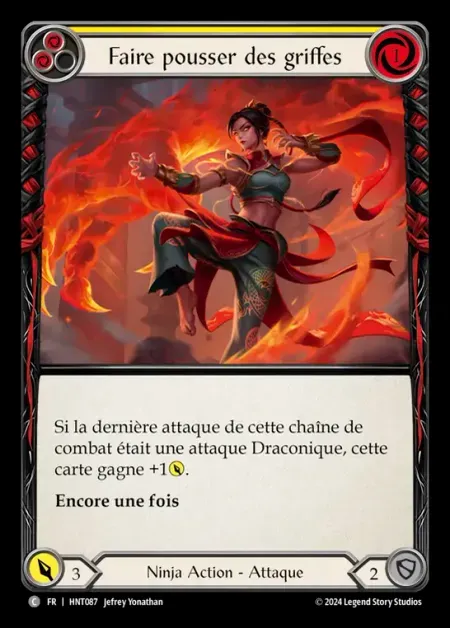 Faire pousser des griffes
I
Si la dernière attaque de cette chaîne de
combat était une attaque Draconique, cette
carte gagne +1.
Encore une fois
3
Ninja Action - Attaque
2
C FR | HNT087 Jefrey Yonathan
© 2024 Legend Story Studios